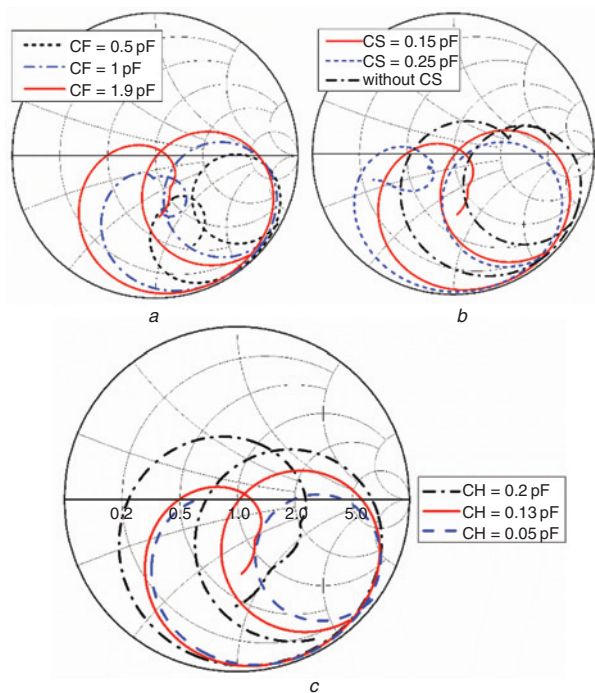 CF = 0.5 pF
CF = 1 pF
CF = 1.9 pF
a
CS = 0.15 pF
CS = 0.25 pF
without CS
b
0.2 0.5 1.0 2.0 5.0
CH = 0.2 pF
CH = 0.13 pF
CH = 0.05 pF
c